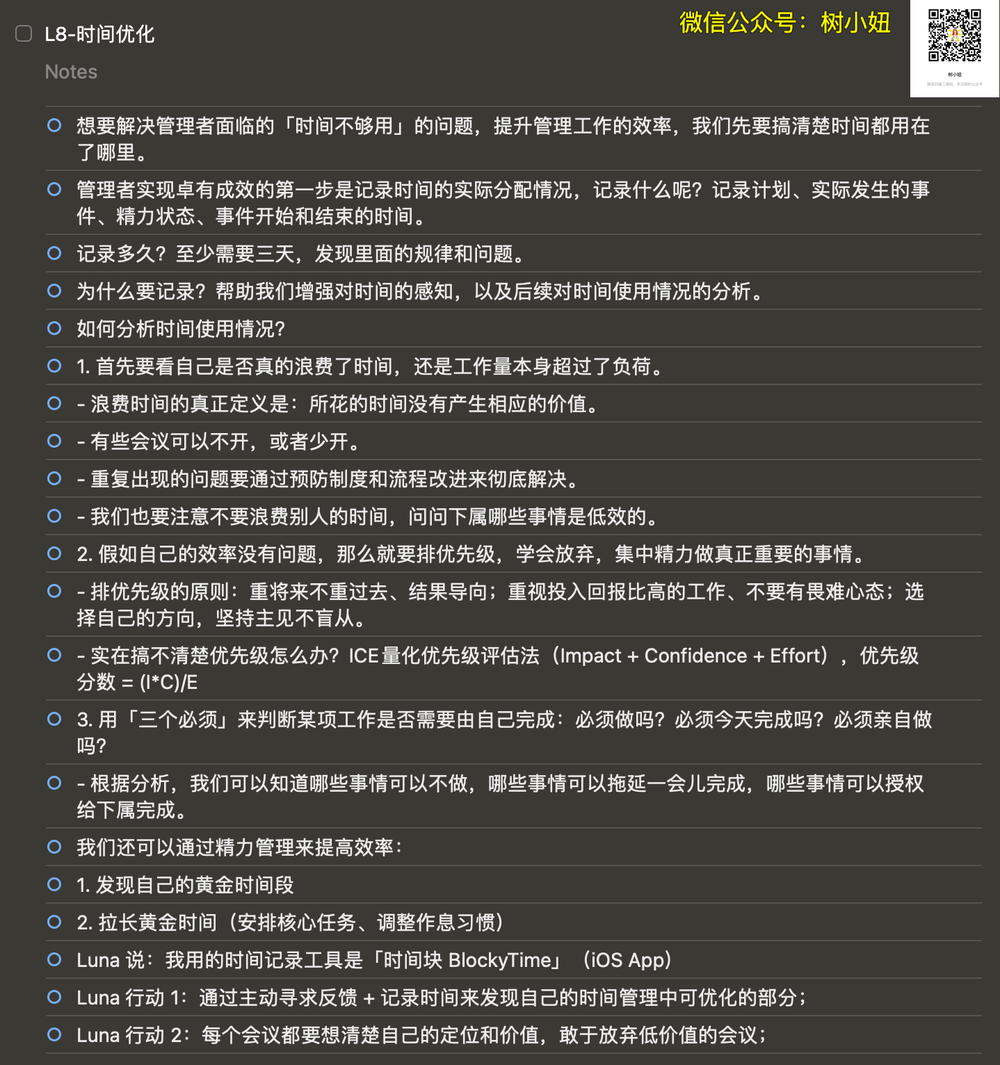 微信公众号：树小妞
树小妞
L8-时间优化
Notes
想要解决管理者面临的「时间不够用」的问题，提升管理工作的效率，我们先要搞清楚时间都用在
了哪里。
管理者实现卓有成效的第一步是记录时间的实际分配情况，记录什么呢？记录计划、实际发生的事
件、精力状态、事件开始和结束的时间。
记录多久？至少需要三天，发现里面的规律和问题。
为什么要记录？帮助我们增强对时间的感知，以及后续对时间使用情况的分析。
如何分析时间使用情况？
1. 首先要看自己是否真的浪费了时间，还是工作量本身超过了负荷。
- 浪费时间的真正定义是：所花的时间没有产生相应的价值。
- 有些会议可以不开，或者少开。
- 重复出现的问题要通过预防制度和流程改进来彻底解决。
- 我们也要注意不要浪费别人的时间，问问下属哪些事情是低效的。
2. 假如自己的效率没有问题，那么就要排优先级，学会放弃，集中精力做真正重要的事情。
- 排优先级的原则：重将来不重过去、结果导向；重视投入回报比高的工作、不要有畏难心态；选
择自己的方向，坚持主见不盲从。
- 实在搞不清楚优先级怎么办？ICE量化优先级评估法（Impact + Confidence + Effort），优先级
分数 = (I*C)/E
3. 用「三个必须」来判断某项工作是否需要由自己完成：必须做吗？必须今天完成吗？必须亲自做
吗？
- 根据分析，我们可以知道哪些事情可以不做，哪些事情可以拖延一会儿完成，哪些事情可以授权
给下属完成。
我们还可以通过精力管理来提高效率：
1. 发现自己的黄金时间段
2. 拉长黄金时间（安排核心任务、调整作息习惯）
Luna 说：我用的时间记录工具是「时间块 BlockyTime」（iOS App）
Luna 行动 1：通过主动寻求反馈 + 记录时间来发现自己的时间管理中可优化的部分；
Luna 行动 2：每个会议都要想清楚自己的定位和价值，敢于放弃低价值的会议；